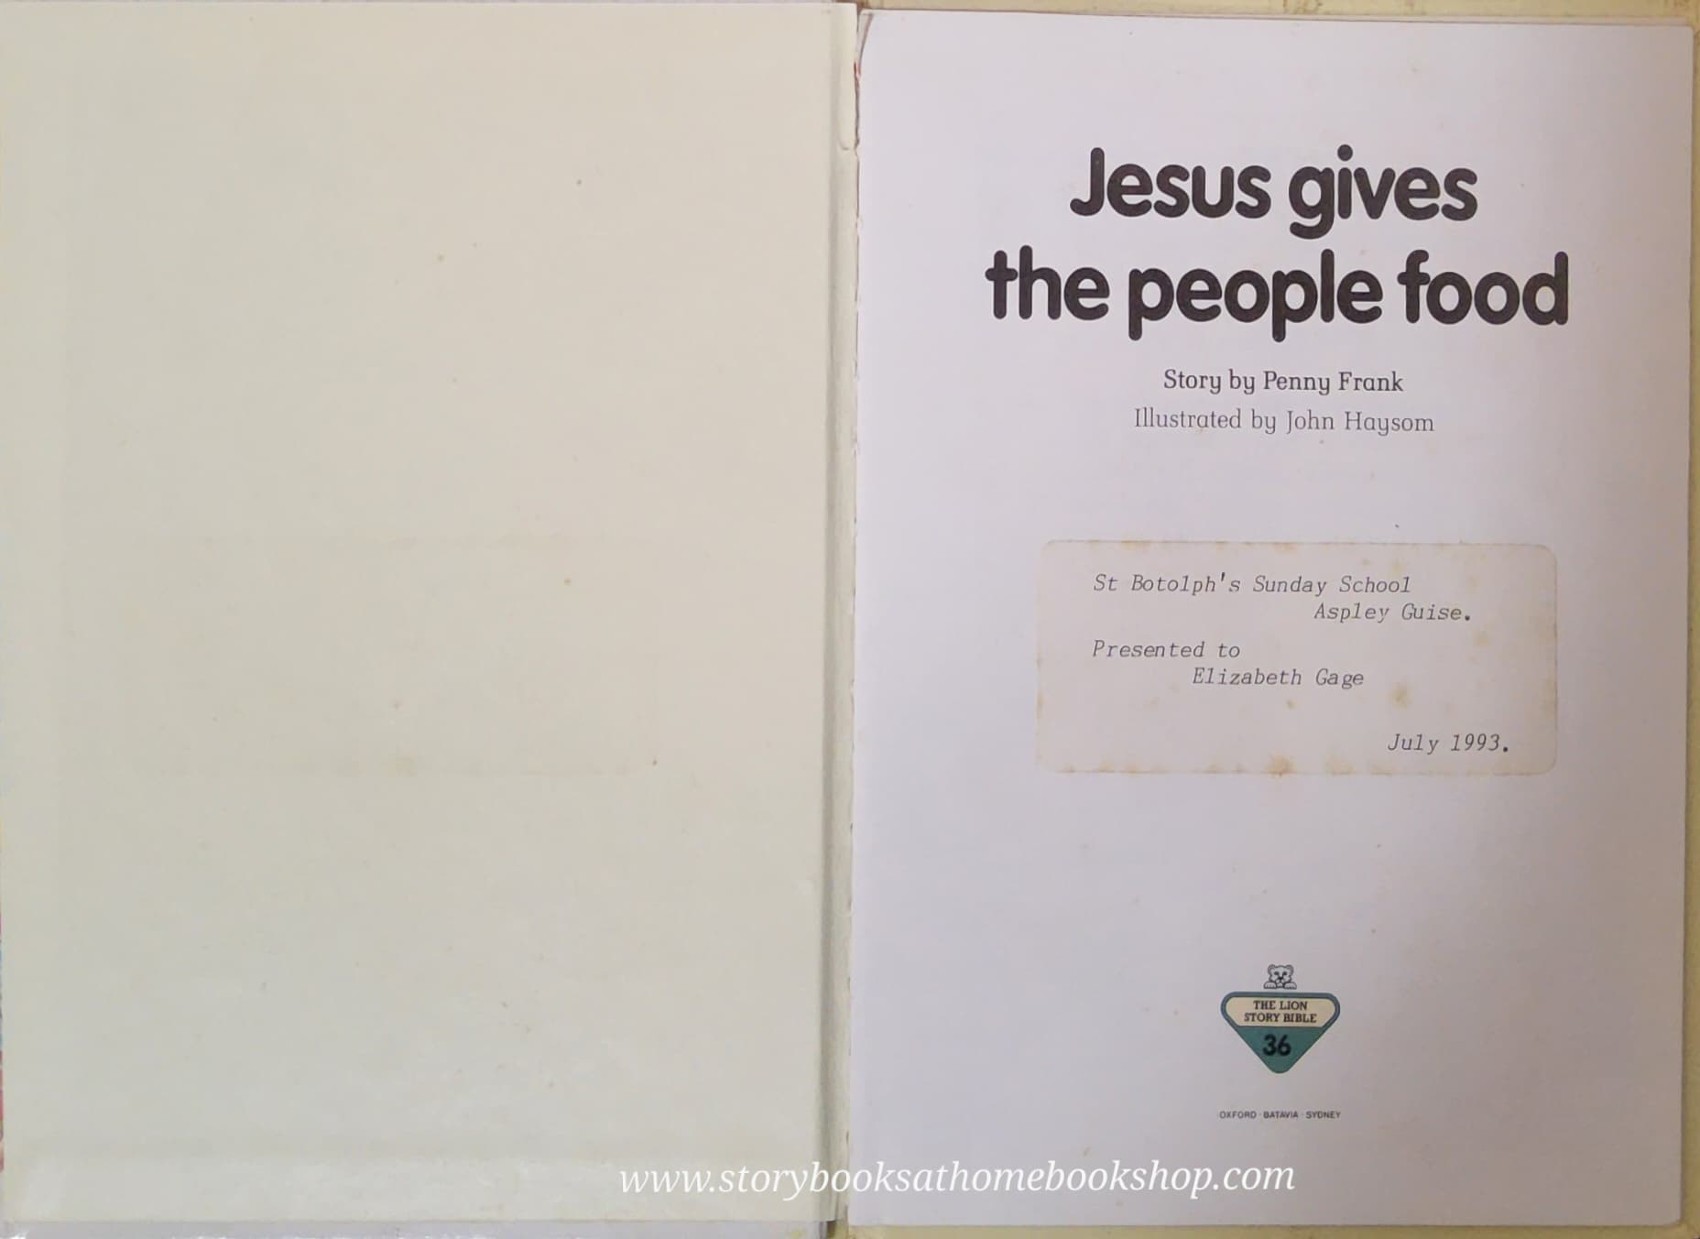 Jesus gives
the people food
Story by Penny Frank
Illustrated by John Haysom
St Botolph's Sunday School
Aspley Guise.
Presented to
Elizabeth Gage
July 1993.
THE LION
STORY BIBLE
36
OXFORD · BATAVIA · SYDNEY
www.storybooksathomebookshop.com